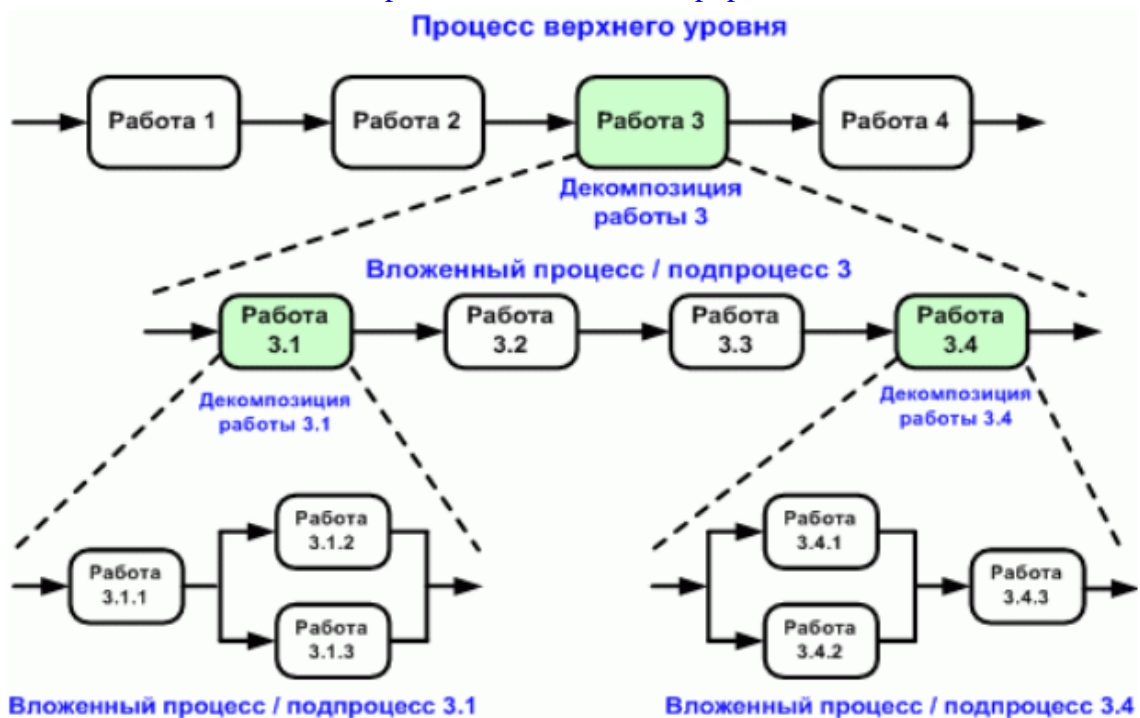 Процесс верхнего уровня
Работа 1
Работа 2
Работа 3
Работа 4
Декомпозиция
работы 3
Вложенный процесс / подпроцесс 3
Работа
3.1
Работа
3.2
Работа
3.3
Работа
3.4
Декомпозиция
работы 3.1
Декомпозиция
работы 3.4
Работа
3.1.1
Работа
3.1.2
Работа
3.1.3
Работа
3.4.1
Работа
3.4.2
Работа
3.4.3
Вложенный процесс / подпроцесс 3.1
Вложенный процесс / подпроцесс 3.4